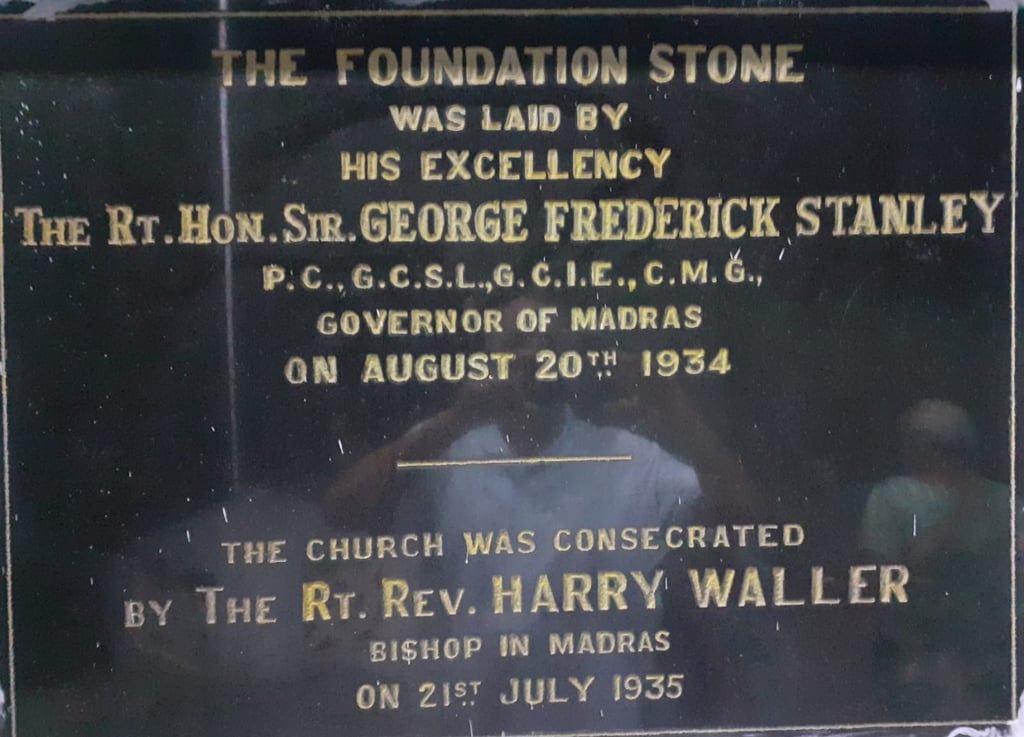 THE FOUNDATION STONE
WAS LAID BY
HIS EXCELLENCY
THE RT. HON. SIR. GEORGE FREDERICK STANLEY
P.C., G.C.S.L., G.C.I.E., C.M.G.,
GOVERNOR OF MADRAS
ON AUGUST 20TH 1934
THE CHURCH WAS CONSECRATED
BY THE RT. REV. HARRY WALLER
BISHOP IN MADRAS
ON 21ST JULY 1935